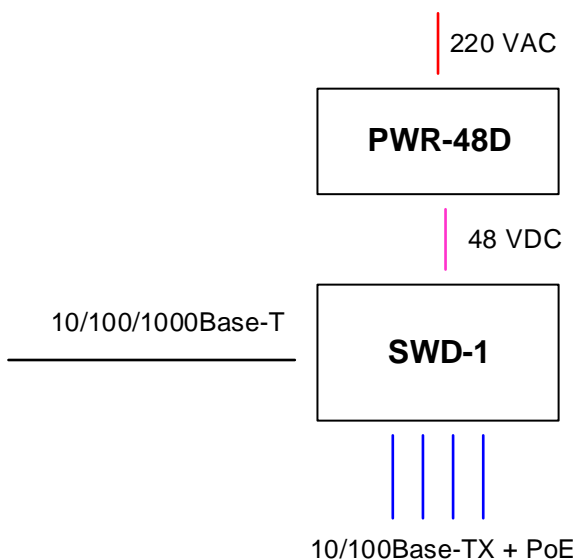 220 VAC
PWR-48D
48 VDC
10/100/1000Base-T
SWD-1
10/100Base-TX + PoE